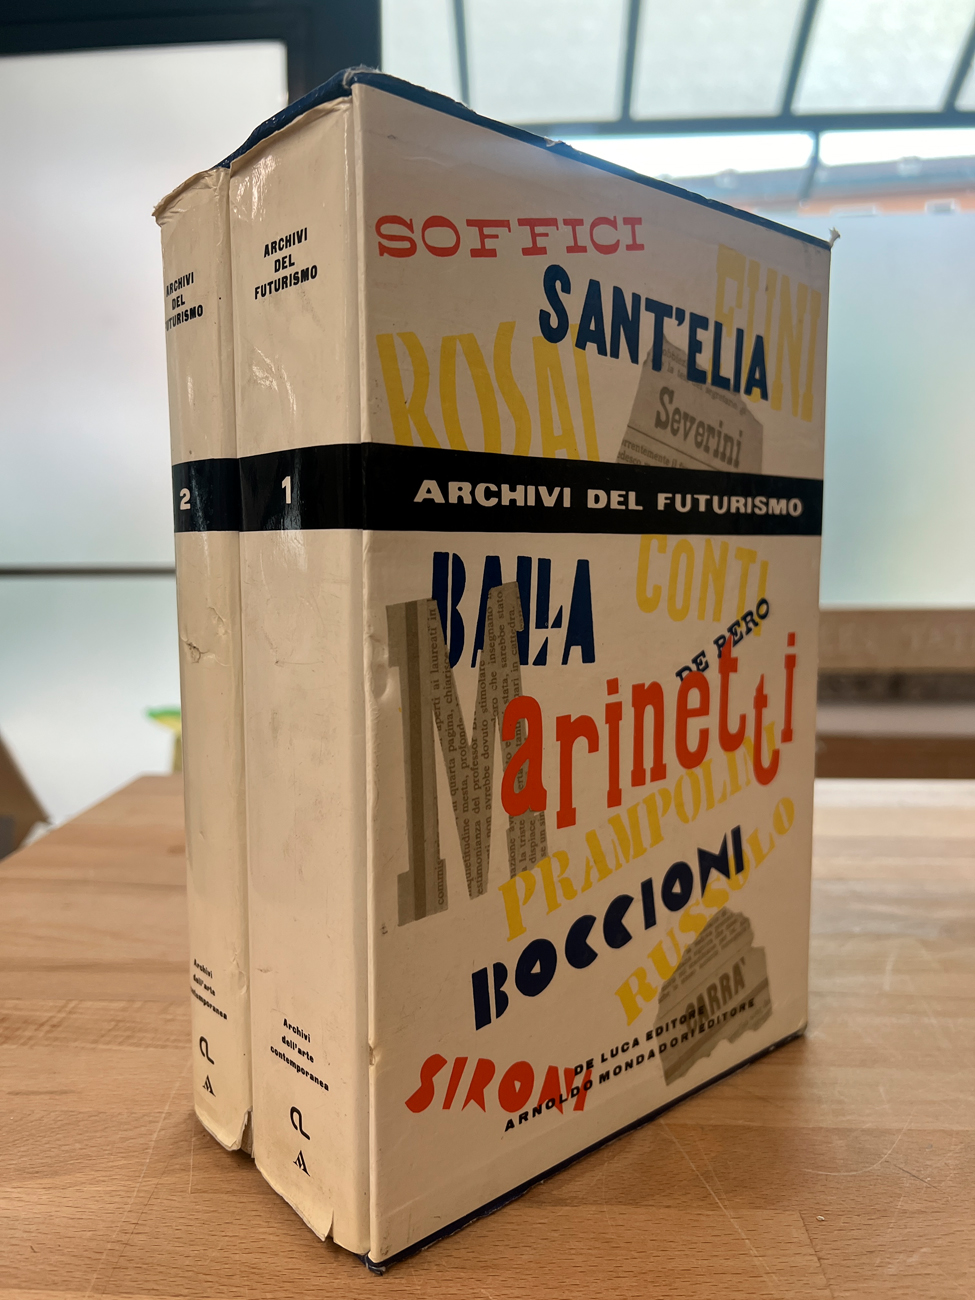 ARCHIVI
DEL
FUTURISMO
2
Archivi
dell'arte
ARCHIVI
DEL
FUTURISMO
1
Archivi
dell'arte
contemporanea
SOFFICI
SANT'ELIA
FUNI
ROSAI
Severini
ARCHIVI DEL FUTURISMO
BALLA
CONTI
DE PERO
Marinetti
PRAMPOLINI
BOCCIONI
RUSSOLO
CARRA'
SIRONI
DE LUCA EDITORE
ARNOLDO MONDADORI EDITORE